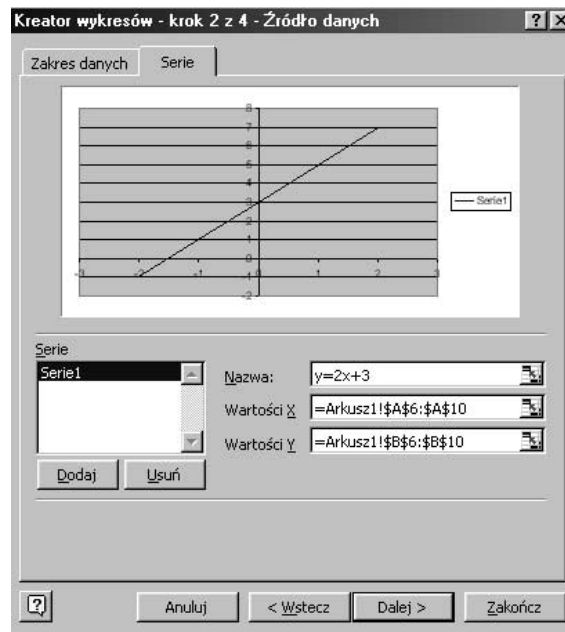 Kreator wykresów - krok 2 z 4 - Źródło danych
Zakres danych Serie
8
7
6
5
4
3
2
1
0
-3 -2 -1 0 1 2 3
-1
-2
Serie1
Serie
Serie1
Nazwa: y=2x+3
Wartości X =Arkusz1!$A$6:$A$10
Wartości Y =Arkusz1!$B$6:$B$10
Dodaj Usuń
Anuluj < Wstecz Dalej > Zakończ